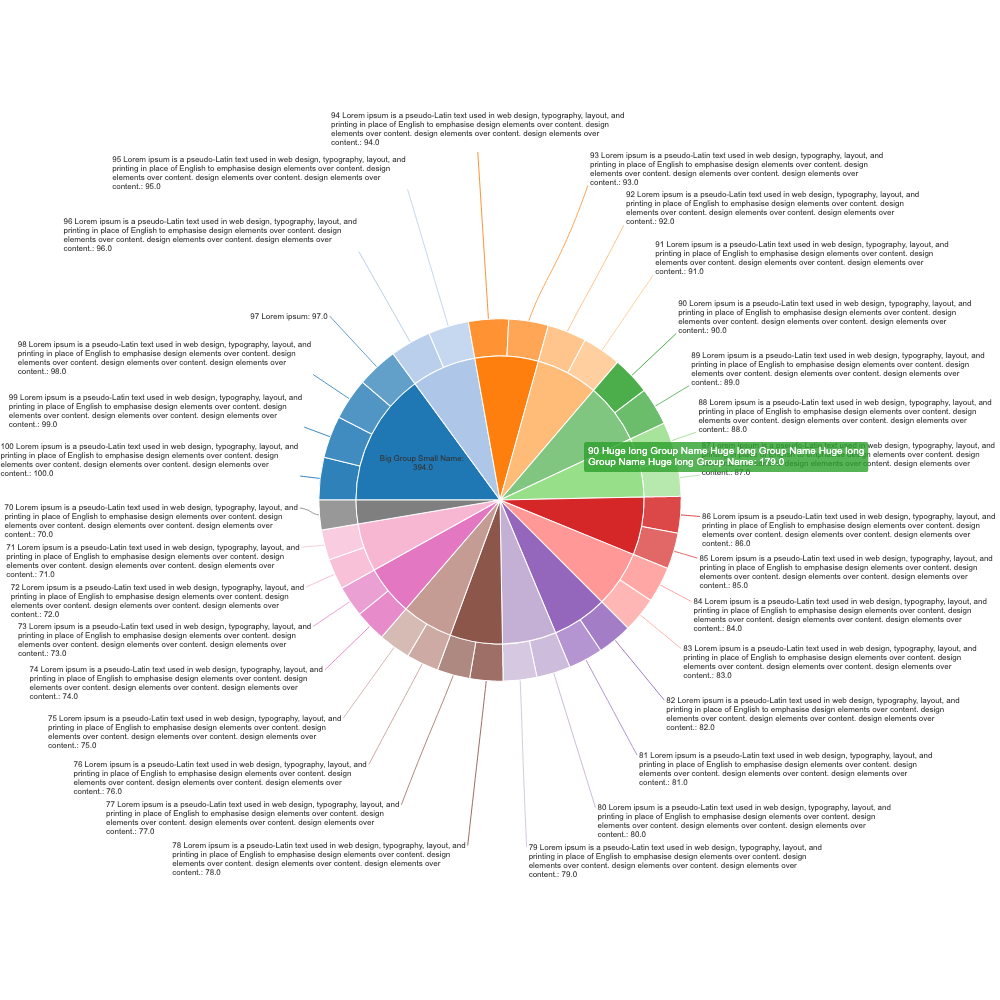 94 Lorem ipsum is a pseudo-Latin text used in web design, typography, layout, and
printing in place of English to emphasise design elements over content. design
elements over content. design elements over content. design elements over
content.: 94.0
95 Lorem ipsum is a pseudo-Latin text used in web design, typography, layout, and
printing in place of English to emphasise design elements over content. design
elements over content. design elements over content. design elements over
content.: 95.0
93 Lorem ipsum is a pseudo-Latin text used in web design, typography, layout, and
printing in place of English to emphasise design elements over content. design
elements over content. design elements over content. design elements over
content.: 93.0
92 Lorem ipsum is a pseudo-Latin text used in web design, typography, layout, and
printing in place of English to emphasise design elements over content. design
elements over content. design elements over content. design elements over
content.: 92.0
96 Lorem ipsum is a pseudo-Latin text used in web design, typography, layout, and
printing in place of English to emphasise design elements over content. design
elements over content. design elements over content. design elements over
content.: 96.0
91 Lorem ipsum is a pseudo-Latin text used in web design, typography, layout, and
printing in place of English to emphasise design elements over content. design
elements over content. design elements over content. design elements over
content.: 91.0
90 Lorem ipsum is a pseudo-Latin text used in web design, typography, layout, and
printing in place of English to emphasise design elements over content. design
elements over content. design elements over content. design elements over
content.: 90.0
97 Lorem ipsum: 97.0
98 Lorem ipsum is a pseudo-Latin text used in web design, typography, layout, and
printing in place of English to emphasise design elements over content. design
elements over content. design elements over content. design elements over
content.: 98.0
89 Lorem ipsum is a pseudo-Latin text used in web design, typography, layout, and
printing in place of English to emphasise design elements over content. design
elements over content. design elements over content. design elements over
content.: 89.0
99 Lorem ipsum is a pseudo-Latin text used in web design, typography, layout, and
printing in place of English to emphasise design elements over content. design
elements over content. design elements over content. design elements over
content.: 99.0
88 Lorem ipsum is a pseudo-Latin text used in web design, typography, layout, and
printing in place of English to emphasise design elements over content. design
elements over content. design elements over content. design elements over
content.: 88.0
100 Lorem ipsum is a pseudo-Latin text used in web design, typography, layout, and
printing in place of English to emphasise design elements over content. design
elements over content. design elements over content. design elements over
content.: 100.0
Big Group Small Name:
394.0
90 Huge long Group Name Huge long Group Name Huge long
Group Name Huge long Group Name: 179.0
web design, typography, layout, and
content. design
content.: 87.0
70 Lorem ipsum is a pseudo-Latin text used in web design, typography, layout, and
printing in place of English to emphasise design elements over content. design
elements over content. design elements over content. design elements over
content.: 70.0
86 Lorem ipsum is a pseudo-Latin text used in web design, typography, layout, and
printing in place of English to emphasise design elements over content. design
elements over content. design elements over content. design elements over
content.: 86.0
71 Lorem ipsum is a pseudo-Latin text used in web design, typography, layout, and
printing in place of English to emphasise design elements over content. design
elements over content. design elements over content. design elements over
content.: 71.0
85 Lorem ipsum is a pseudo-Latin text used in web design, typography, layout, and
printing in place of English to emphasise design elements over content. design
elements over content. design elements over content. design elements over
content.: 85.0
72 Lorem ipsum is a pseudo-Latin text used in web design, typography, layout, and
printing in place of English to emphasise design elements over content. design
elements over content. design elements over content. design elements over
content.: 72.0
84 Lorem ipsum is a pseudo-Latin text used in web design, typography, layout, and
printing in place of English to emphasise design elements over content. design
elements over content. design elements over content. design elements over
content.: 84.0
73 Lorem ipsum is a pseudo-Latin text used in web design, typography, layout, and
printing in place of English to emphasise design elements over content. design
elements over content. design elements over content. design elements over
content.: 73.0
83 Lorem ipsum is a pseudo-Latin text used in web design, typography, layout, and
printing in place of English to emphasise design elements over content. design
elements over content. design elements over content. design elements over
content.: 83.0
74 Lorem ipsum is a pseudo-Latin text used in web design, typography, layout, and
printing in place of English to emphasise design elements over content. design
elements over content. design elements over content. design elements over
content.: 74.0
82 Lorem ipsum is a pseudo-Latin text used in web design, typography, layout, and
printing in place of English to emphasise design elements over content. design
elements over content. design elements over content. design elements over
content.: 82.0
75 Lorem ipsum is a pseudo-Latin text used in web design, typography, layout, and
printing in place of English to emphasise design elements over content. design
elements over content. design elements over content. design elements over
content.: 75.0
81 Lorem ipsum is a pseudo-Latin text used in web design, typography, layout, and
printing in place of English to emphasise design elements over content. design
elements over content. design elements over content. design elements over
content.: 81.0
76 Lorem ipsum is a pseudo-Latin text used in web design, typography, layout, and
printing in place of English to emphasise design elements over content. design
elements over content. design elements over content. design elements over
content.: 76.0
77 Lorem ipsum is a pseudo-Latin text used in web design, typography, layout, and
printing in place of English to emphasise design elements over content. design
elements over content. design elements over content. design elements over
content.: 77.0
80 Lorem ipsum is a pseudo-Latin text used in web design, typography, layout, and
printing in place of English to emphasise design elements over content. design
elements over content. design elements over content. design elements over
content.: 80.0
78 Lorem ipsum is a pseudo-Latin text used in web design, typography, layout, and
printing in place of English to emphasise design elements over content. design
elements over content. design elements over content. design elements over
content.: 78.0
79 Lorem ipsum is a pseudo-Latin text used in web design, typography, layout, and
printing in place of English to emphasise design elements over content. design
elements over content. design elements over content. design elements over
content.: 79.0